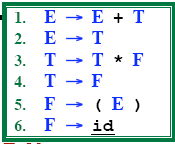 1. E → E + T
2. E → T
3. T → T * F
4. T → F
5. F → ( E )
6. F → id